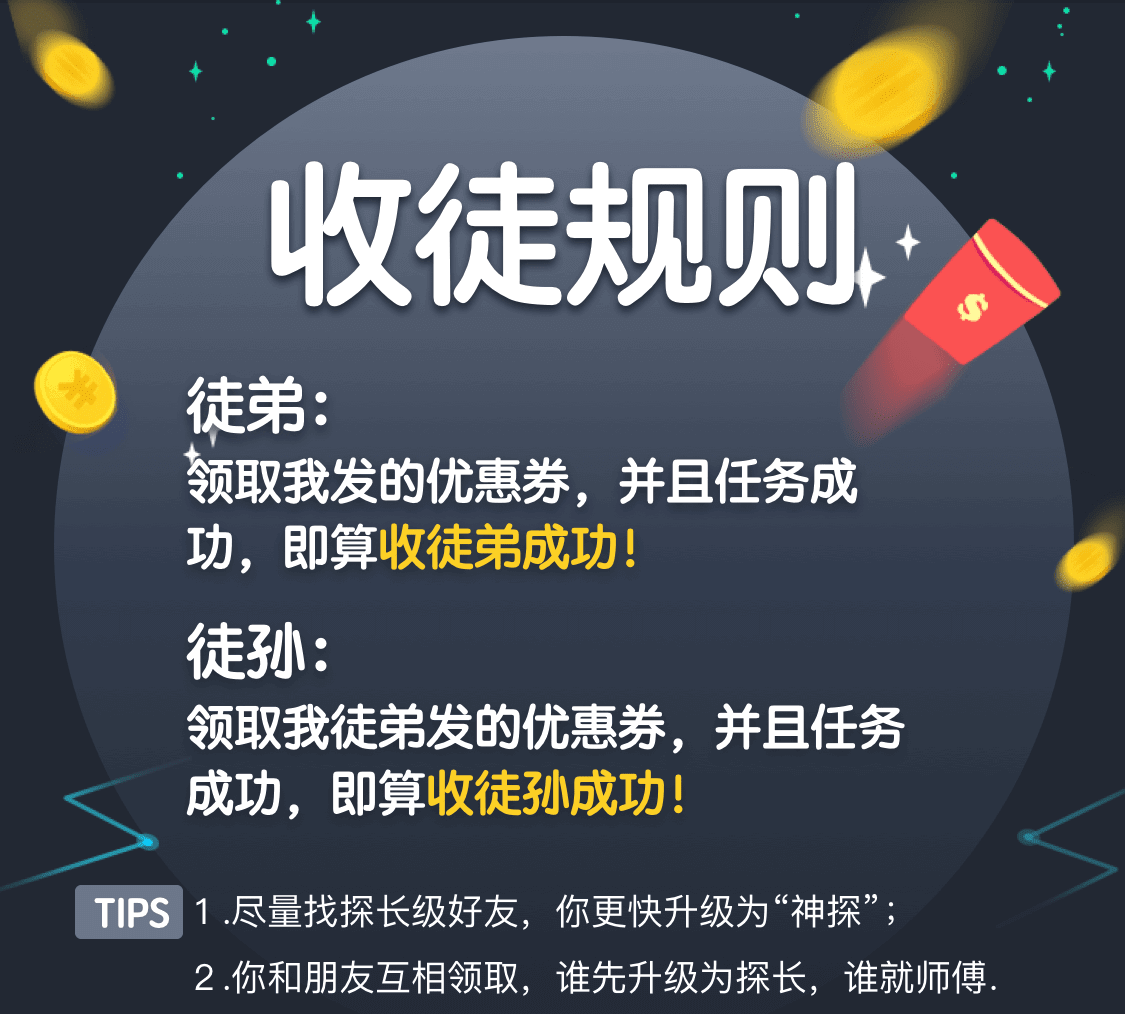 收徒规则
徒弟：
领取我发的优惠券，并且任务成
功，即算收徒弟成功！
徒孙：
领取我徒弟发的优惠券，并且任务
成功，即算收徒孙成功！
TIPS 1.尽量找探长级好友，你更快升级为“神探”；
2.你和朋友互相领取，谁先升级为探长，谁就师傅.